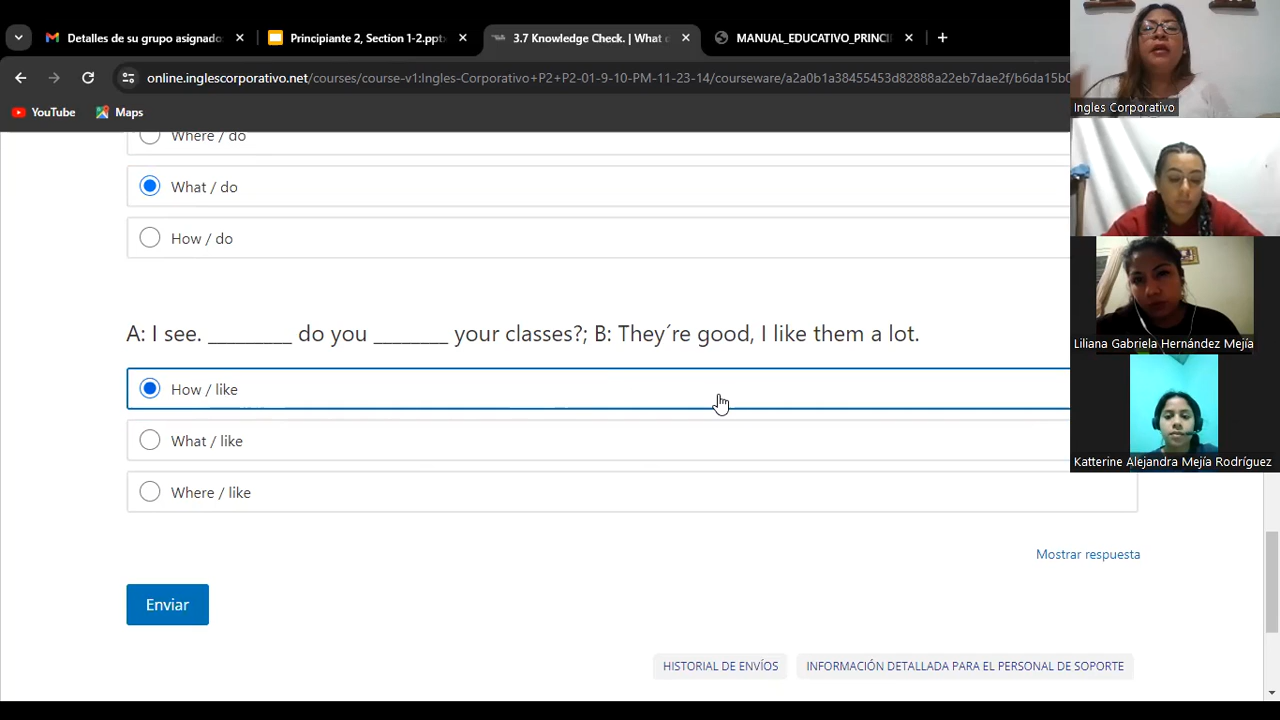 Detalles de su grupo asignado
Principiante 2, Section 1-2.pptx
3.7 Knowledge Check. | What
MANUAL_EDUCATIVO_PRINCI
online.inglescorporativo.net/courses/course-v1:Ingles-Corporativo+P2+P2-01-9-10-PM-11-23-14/courseware/a2a0b1a38455453d82888a22eb7dae2f/b6da15b0
YouTube
Maps
Where / do
What / do
How / do
A: I see. _________ do you ________ your classes?; B: They´re good, I like them a lot.
How / like
What / like
Where / like
Mostrar respuesta
Enviar
HISTORIAL DE ENVÍOS
INFORMACIÓN DETALLADA PARA EL PERSONAL DE SOPORTE
Ingles Corporativo
Liliana Gabriela Hernández Mejía
Katterine Alejandra Mejía Rodríguez